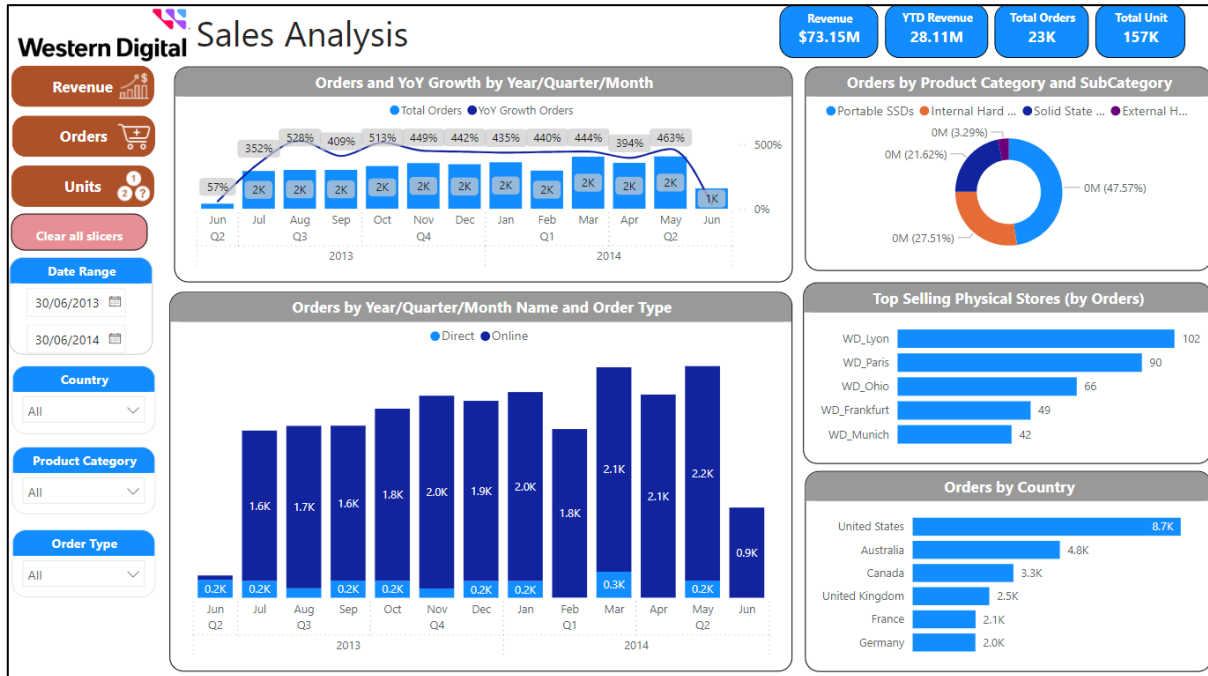 Western Digital
Sales Analysis
Revenue
$73.15M
YTD Revenue
28.11M
Total Orders
23K
Total Unit
157K
Revenue
Orders
Units
Clear all slicers
Date Range
30/06/2013
30/06/2014
Country
All
Product Category
All
Order Type
All
Orders and YoY Growth by Year/Quarter/Month
Total Orders YoY Growth Orders
57% 352% 528% 409% 513% 449% 442% 435% 440% 444% 394% 463%
500%
2K 2K 2K 2K 2K 2K 2K 2K 2K 2K 2K 1K
0%
Jun Jul Aug Sep Oct Nov Dec Jan Feb Mar Apr May Jun
Q2 Q3 Q4 Q1 Q2
2013 2014
Orders by Product Category and SubCategory
Portable SSDs Internal Hard ... Solid State ... External H...
0M (3.29%)
0M (21.62%)
0M (47.57%)
0M (27.51%)
Orders by Year/Quarter/Month Name and Order Type
Direct Online
1.6K 1.7K 1.6K 1.8K 2.0K 1.9K 2.0K 1.8K 2.1K 2.1K 2.2K 0.9K
0.2K 0.2K 0.2K 0.2K 0.2K 0.2K 0.3K 0.2K
Jun Jul Aug Sep Oct Nov Dec Jan Feb Mar Apr May Jun
Q2 Q3 Q4 Q1 Q2
2013 2014
Top Selling Physical Stores (by Orders)
WD_Lyon 102
WD_Paris 90
WD_Ohio 66
WD_Frankfurt 49
WD_Munich 42
Orders by Country
United States 8.7K
Australia 4.8K
Canada 3.3K
United Kingdom 2.5K
France 2.1K
Germany 2.0K